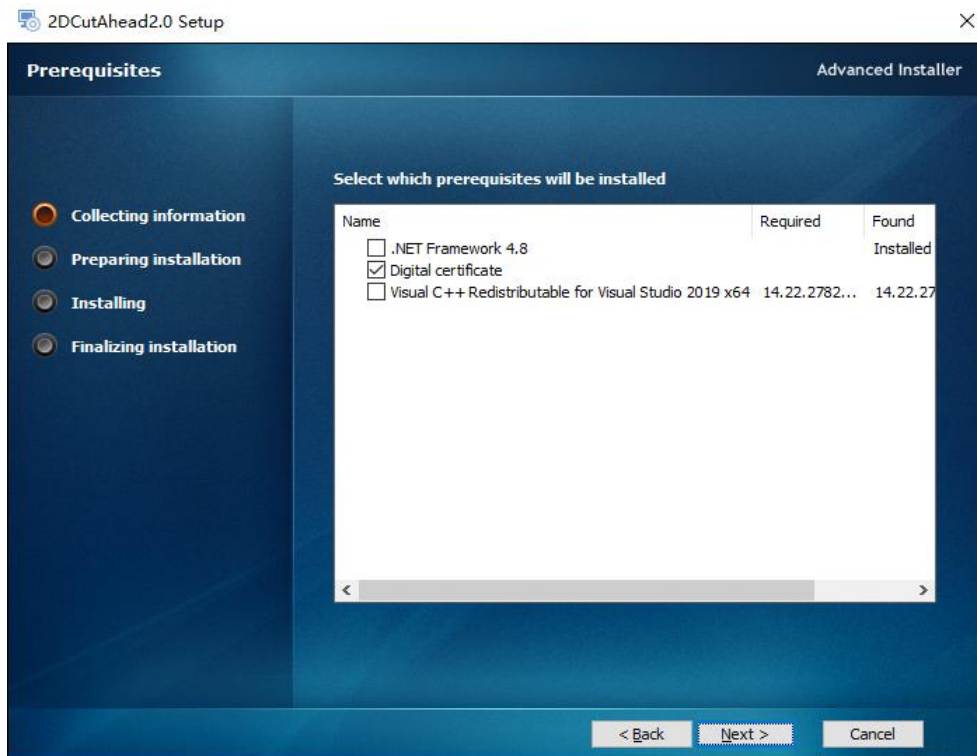 2DCutAhead2.0 Setup
Prerequisites
Advanced Installer
Collecting information
Preparing installation
Installing
Finalizing installation
Select which prerequisites will be installed
Name Required Found
.NET Framework 4.8 Installed
Digital certificate
Visual C++ Redistributable for Visual Studio 2019 x64 14.22.2782... 14.22.27
< Back Next > Cancel